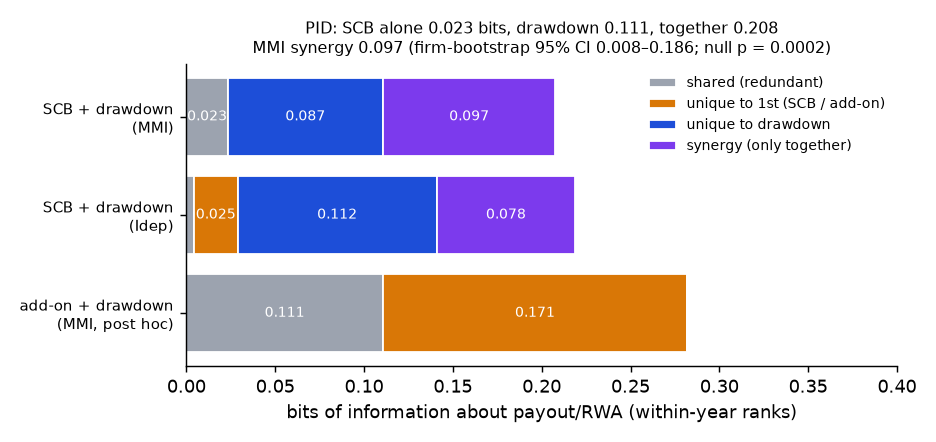 PID: SCB alone 0.023 bits, drawdown 0.111, together 0.208
MMI synergy 0.097 (firm-bootstrap 95% CI 0.008–0.186; null p = 0.0002)
shared (redundant)
unique to 1st (SCB / add-on)
unique to drawdown
synergy (only together)
SCB + drawdown
(MMI)
0.023 0.087 0.097
SCB + drawdown
(Idep)
0.025 0.112 0.078
add-on + drawdown
(MMI, post hoc)
0.111 0.171
0.00 0.05 0.10 0.15 0.20 0.25 0.30 0.35 0.40
bits of information about payout/RWA (within-year ranks)